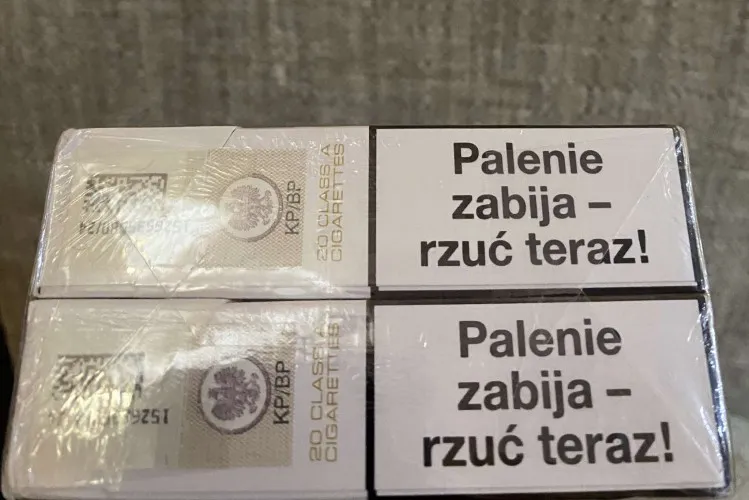 Palenie
zabija –
rzuć teraz!
20 CLASS A
CIGARETTES
KP/BP
Palenie
zabija –
rzuć teraz!
20 CLASS A
CIGARETTES
KP/BP